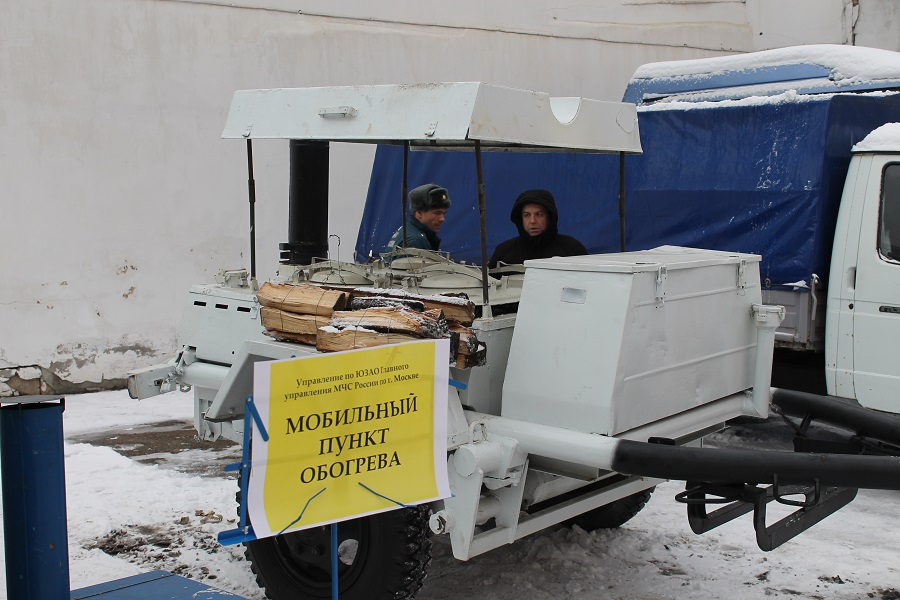 Управление по ЮЗАО Главного
управления МЧС России по г. Москве
МОБИЛЬНЫЙ
ПУНКТ
ОБОГРЕВА